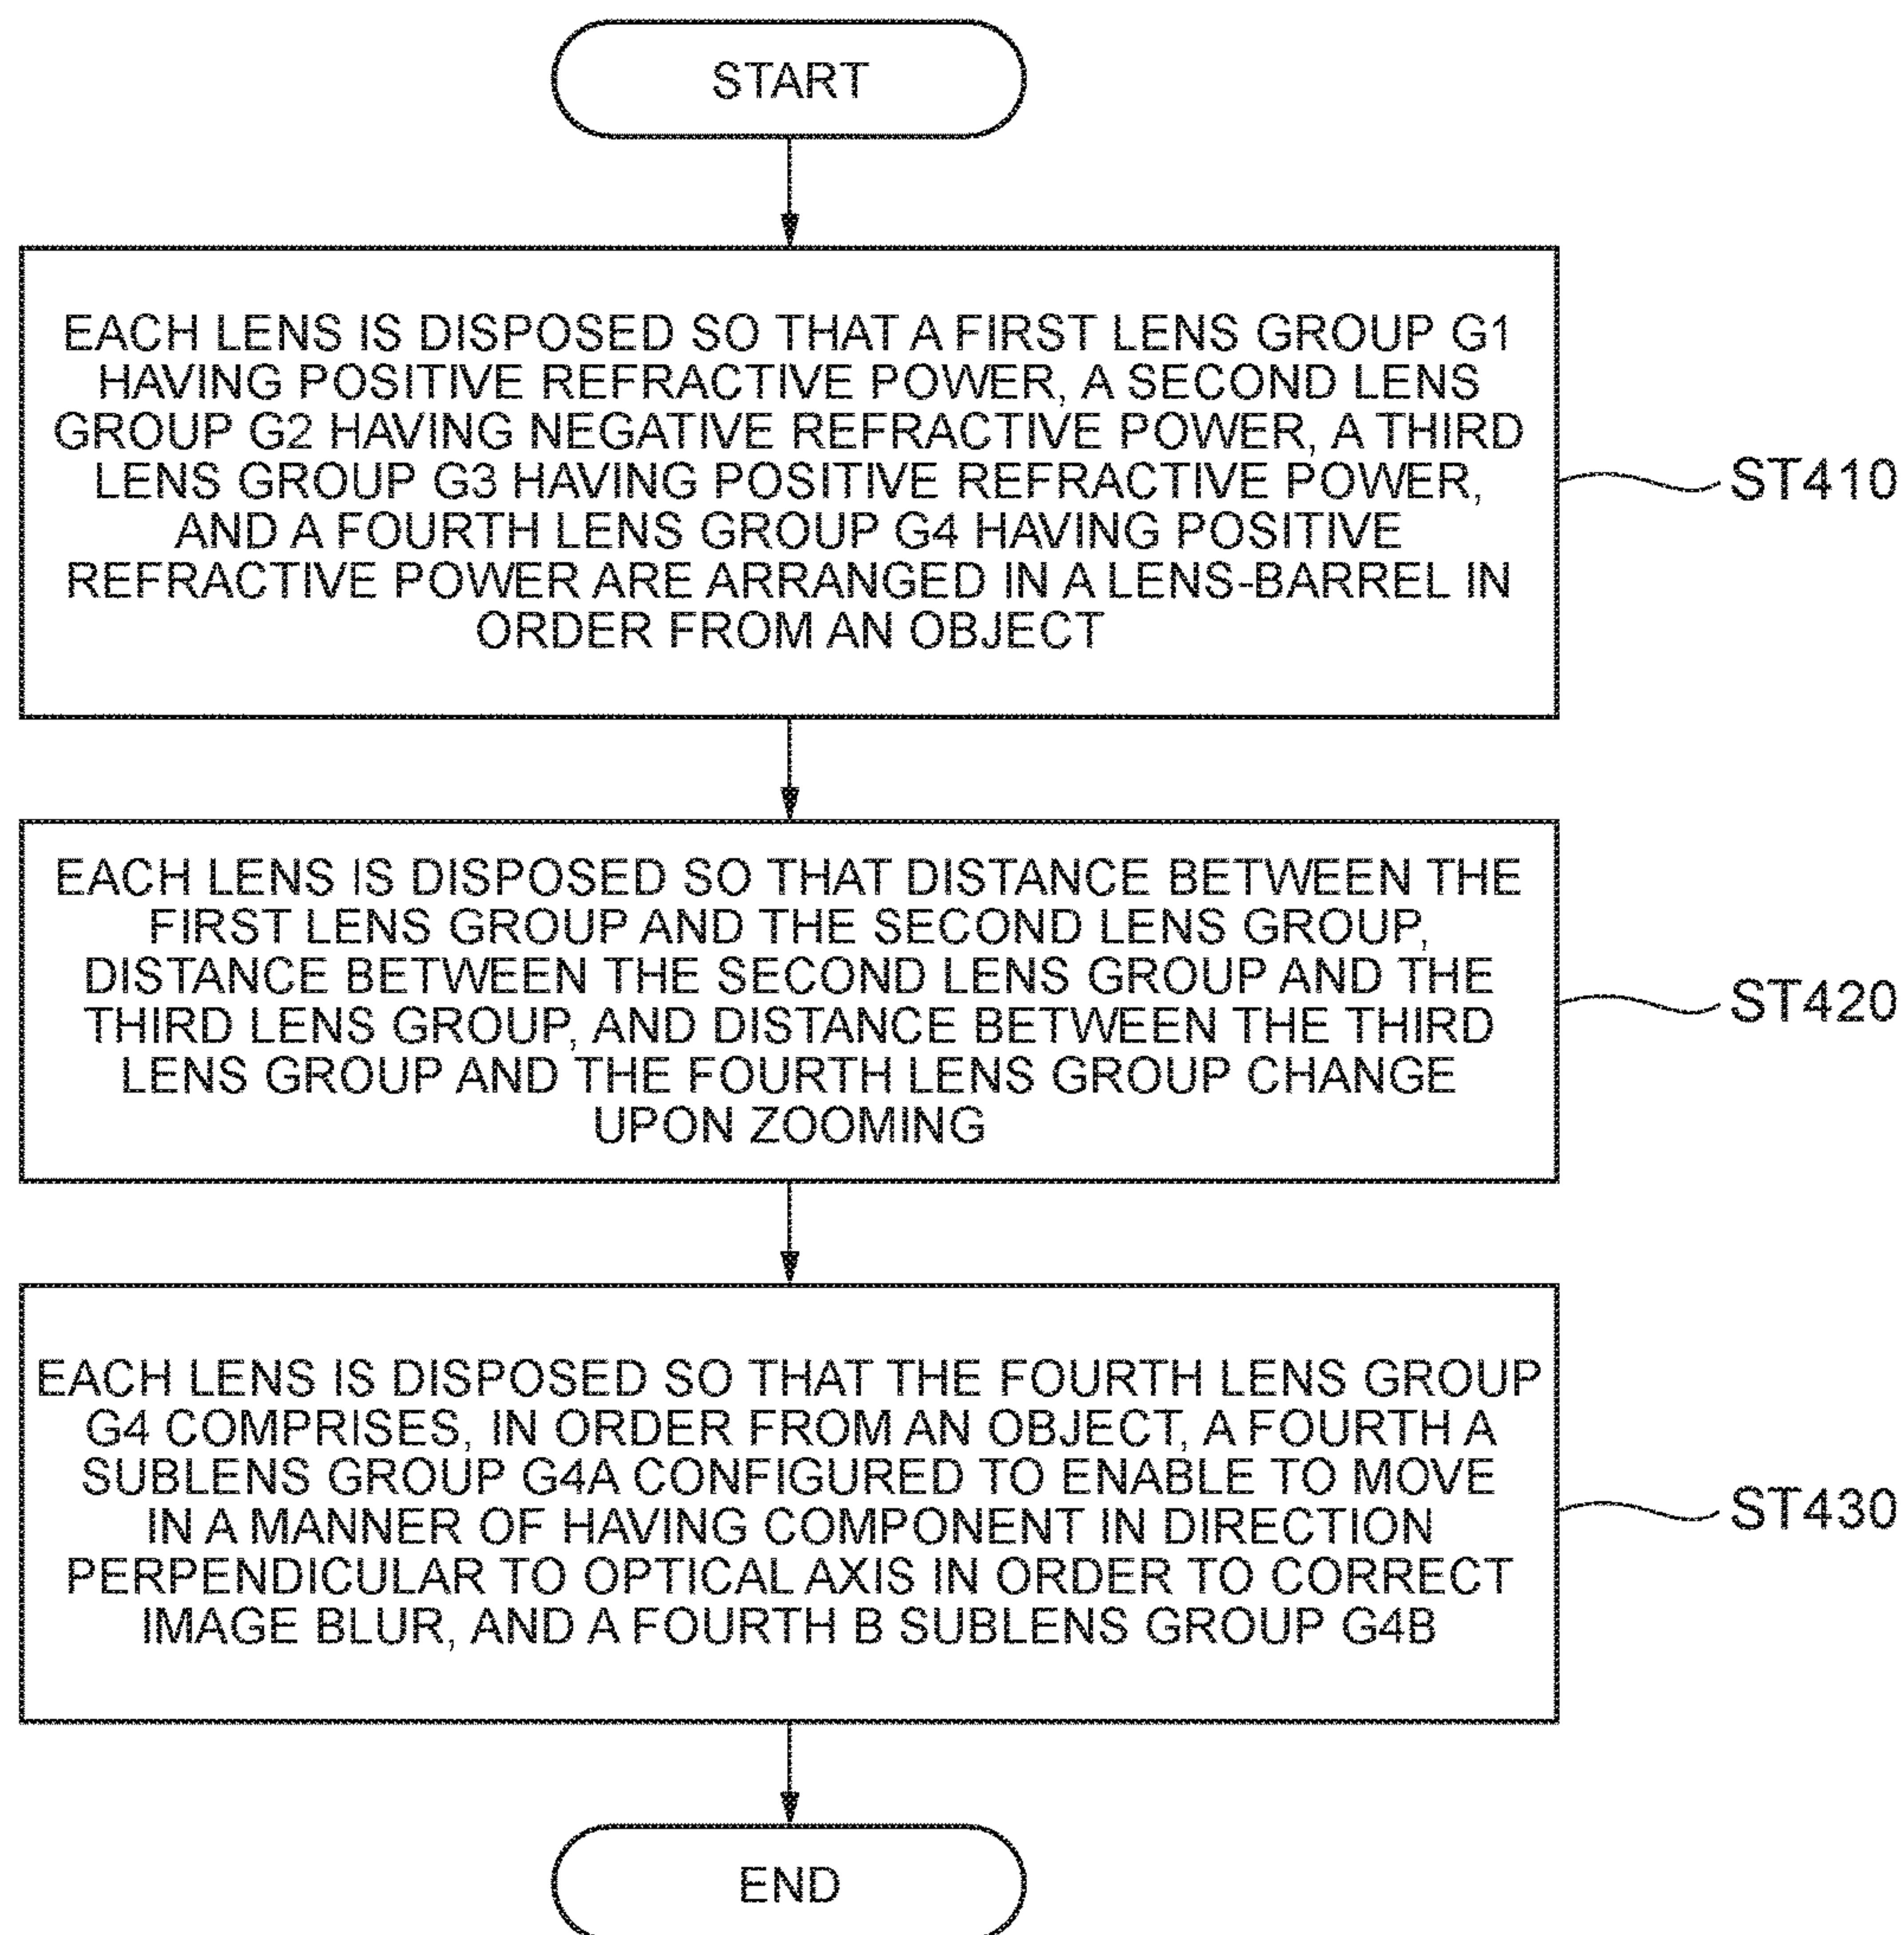 START
EACH LENS IS DISPOSED SO THAT A FIRST LENS GROUP G1
HAVING POSITIVE REFRACTIVE POWER, A SECOND LENS
GROUP G2 HAVING NEGATIVE REFRACTIVE POWER, A THIRD
LENS GROUP G3 HAVING POSITIVE REFRACTIVE POWER,
AND A FOURTH LENS GROUP G4 HAVING POSITIVE
REFRACTIVE POWER ARE ARRANGED IN A LENS-BARREL IN
ORDER FROM AN OBJECT
ST410
EACH LENS IS DISPOSED SO THAT DISTANCE BETWEEN THE
FIRST LENS GROUP AND THE SECOND LENS GROUP,
DISTANCE BETWEEN THE SECOND LENS GROUP AND THE
THIRD LENS GROUP, AND DISTANCE BETWEEN THE THIRD
LENS GROUP AND THE FOURTH LENS GROUP CHANGE
UPON ZOOMING
ST420
EACH LENS IS DISPOSED SO THAT THE FOURTH LENS GROUP
G4 COMPRISES, IN ORDER FROM AN OBJECT, A FOURTH A
SUBLENS GROUP G4A CONFIGURED TO ENABLE TO MOVE
IN A MANNER OF HAVING COMPONENT IN DIRECTION
PERPENDICULAR TO OPTICAL AXIS IN ORDER TO CORRECT
IMAGE BLUR, AND A FOURTH B SUBLENS GROUP G4B
ST430
END